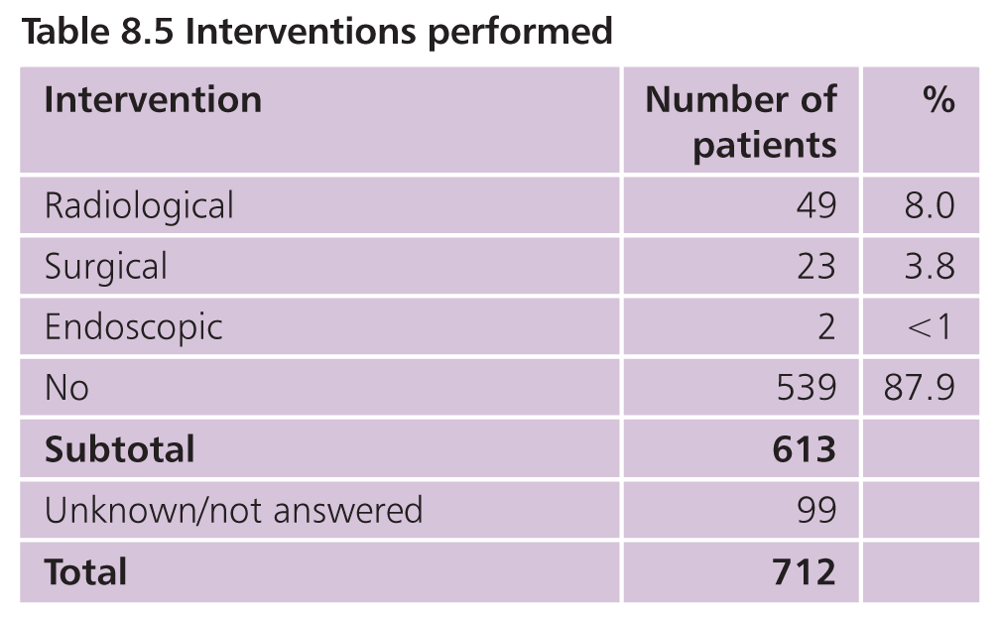 Table 8.5 Interventions performed
Intervention Number of patients %
Radiological 49 8.0
Surgical 23 3.8
Endoscopic 2 <1
No 539 87.9
Subtotal 613
Unknown/not answered 99
Total 712